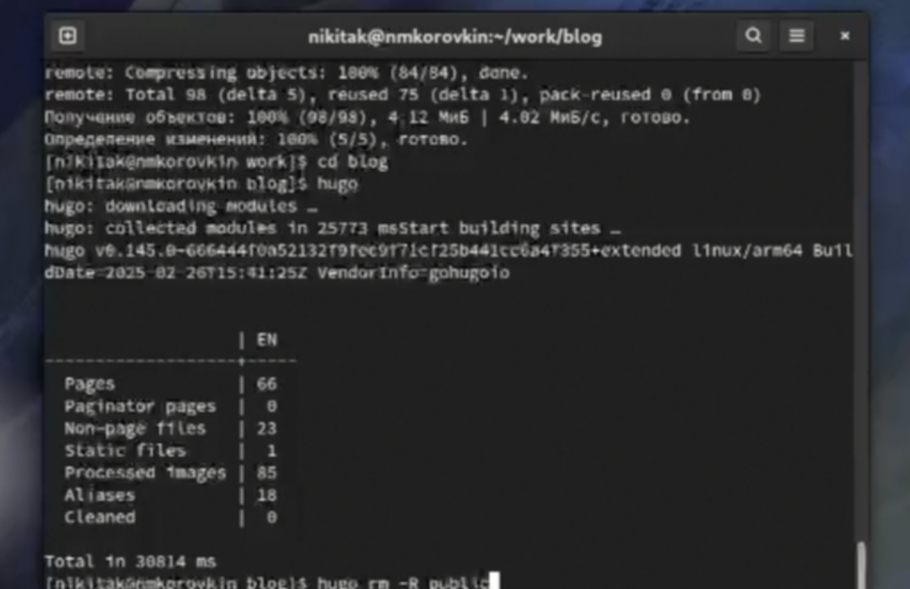 nikitak@nmkorovkin:~/work/blog
remote: Compressing objects: 100% (84/84), done.
remote: Total 98 (delta 5), reused 75 (delta 1), pack-reused 0 (from 0)
Получение объектов: 100% (98/98), 4.12 МиБ | 4.02 МиБ/с, готово.
Определение изменений: 100% (5/5), готово.
[nikitak@nmkorovkin work]$ cd blog
[nikitak@nmkorovkin blog]$ hugo
hugo: downloading modules …
hugo: collected modules in 25773 msStart building sites …
hugo extended linux/arm64 Buil
dDate 2025-02-26T15:41:25Z VendorInfo=gohugoio
| EN
Pages | 66
Paginator pages | 0
Non-page files | 23
Static files | 1
Processed images | 85
Aliases | 18
Cleaned | 0
Total in 30814 ms
[nikitak@nmkorovkin blog]$ hugo rm -R public